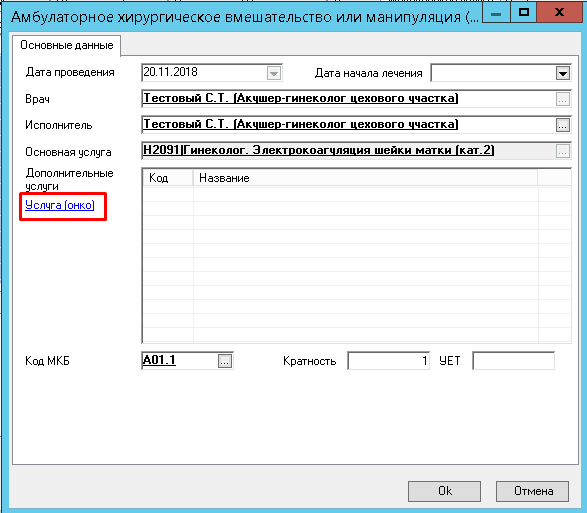 Амбулаторное хирургическое вмешательство или манипуляция (...
Основные данные
Дата проведения 20.11.2018 Дата начала лечения
Врач Тестовый С.Т. (Акушер-гинеколог цехового участка) ...
Исполнитель Тестовый С.Т. (Акушер-гинеколог цехового участка) ...
Основная услуга H2091|Гинеколог. Электрокоагуляция шейки матки (кат.2) ...
Дополнительные услуги
Код Название
Услуга (онко)
Код МКБ A01.1 ... Кратность 1 УЕТ
Ok Отмена